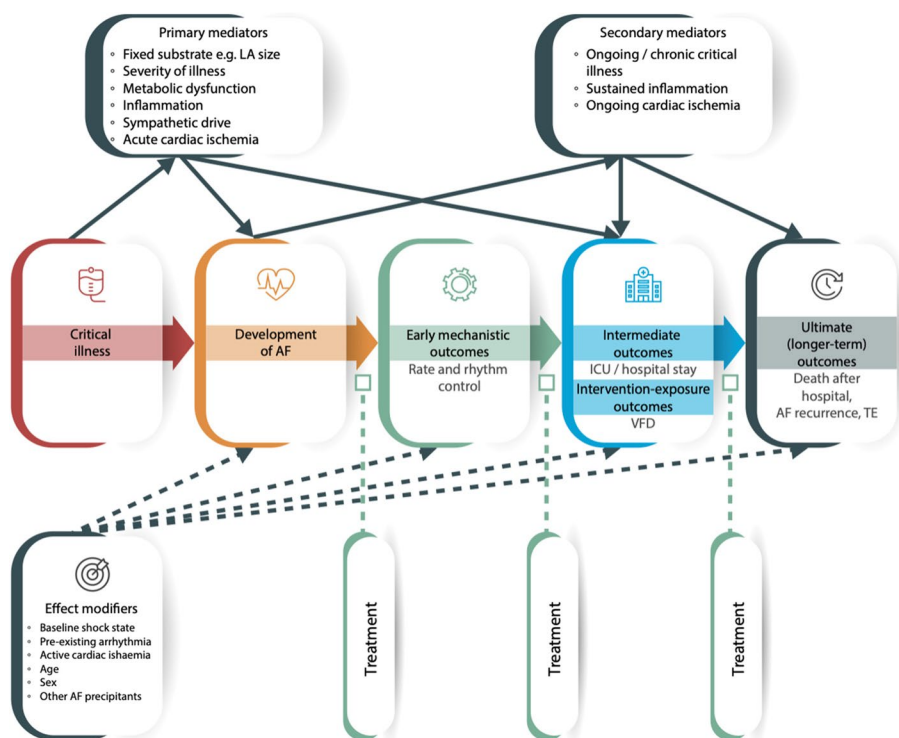 Primary mediators
Fixed substrate e.g. LA size
Severity of illness
Metabolic dysfunction
Inflammation
Sympathetic drive
Acute cardiac ischemia
Secondary mediators
Ongoing / chronic critical
illness
Sustained inflammation
Ongoing cardiac ischemia
Critical
illness
Development
of AF
Early mechanistic
outcomes
Rate and rhythm
control
Intermediate
outcomes
ICU / hospital stay
Intervention-exposure
outcomes
VFD
Ultimate
(longer-term)
outcomes
Death after
hospital,
AF recurrence, TE
Effect modifiers
Baseline shock state
Pre-existing arrhythmia
Active cardiac ishaemia
Age
Sex
Other AF precipitants
Treatment
Treatment
Treatment